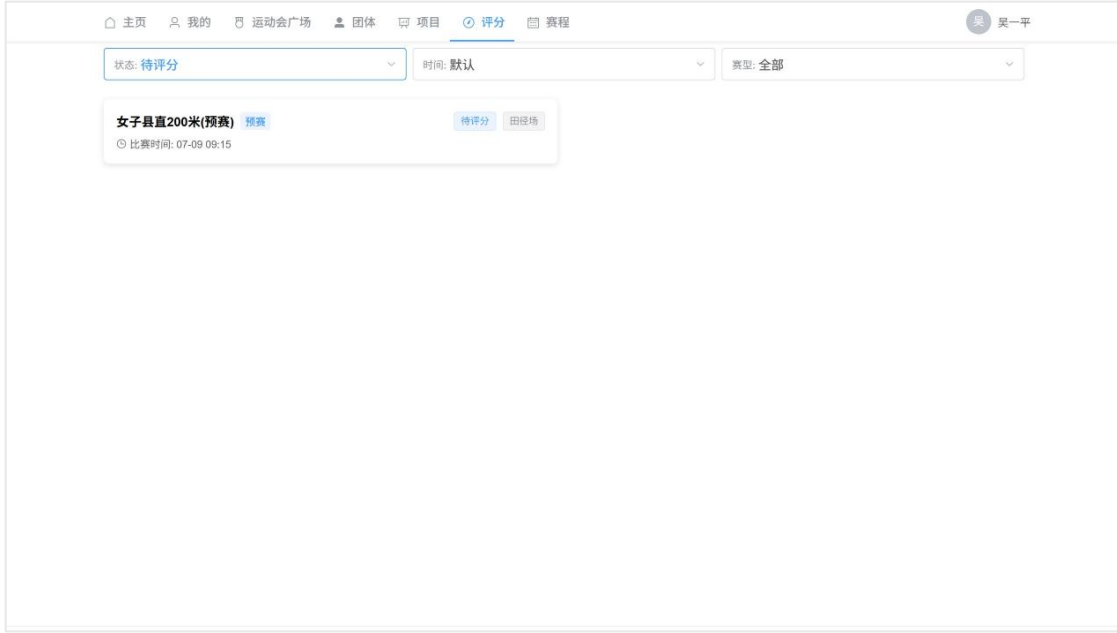 主页 我的 运动会广场 团体 项目 评分 赛程 吴 吴一平
状态: 待评分 时间: 默认 赛型: 全部
女子县直200米(预赛) 预赛 待评分 田径场
比赛时间: 07-09 09:15